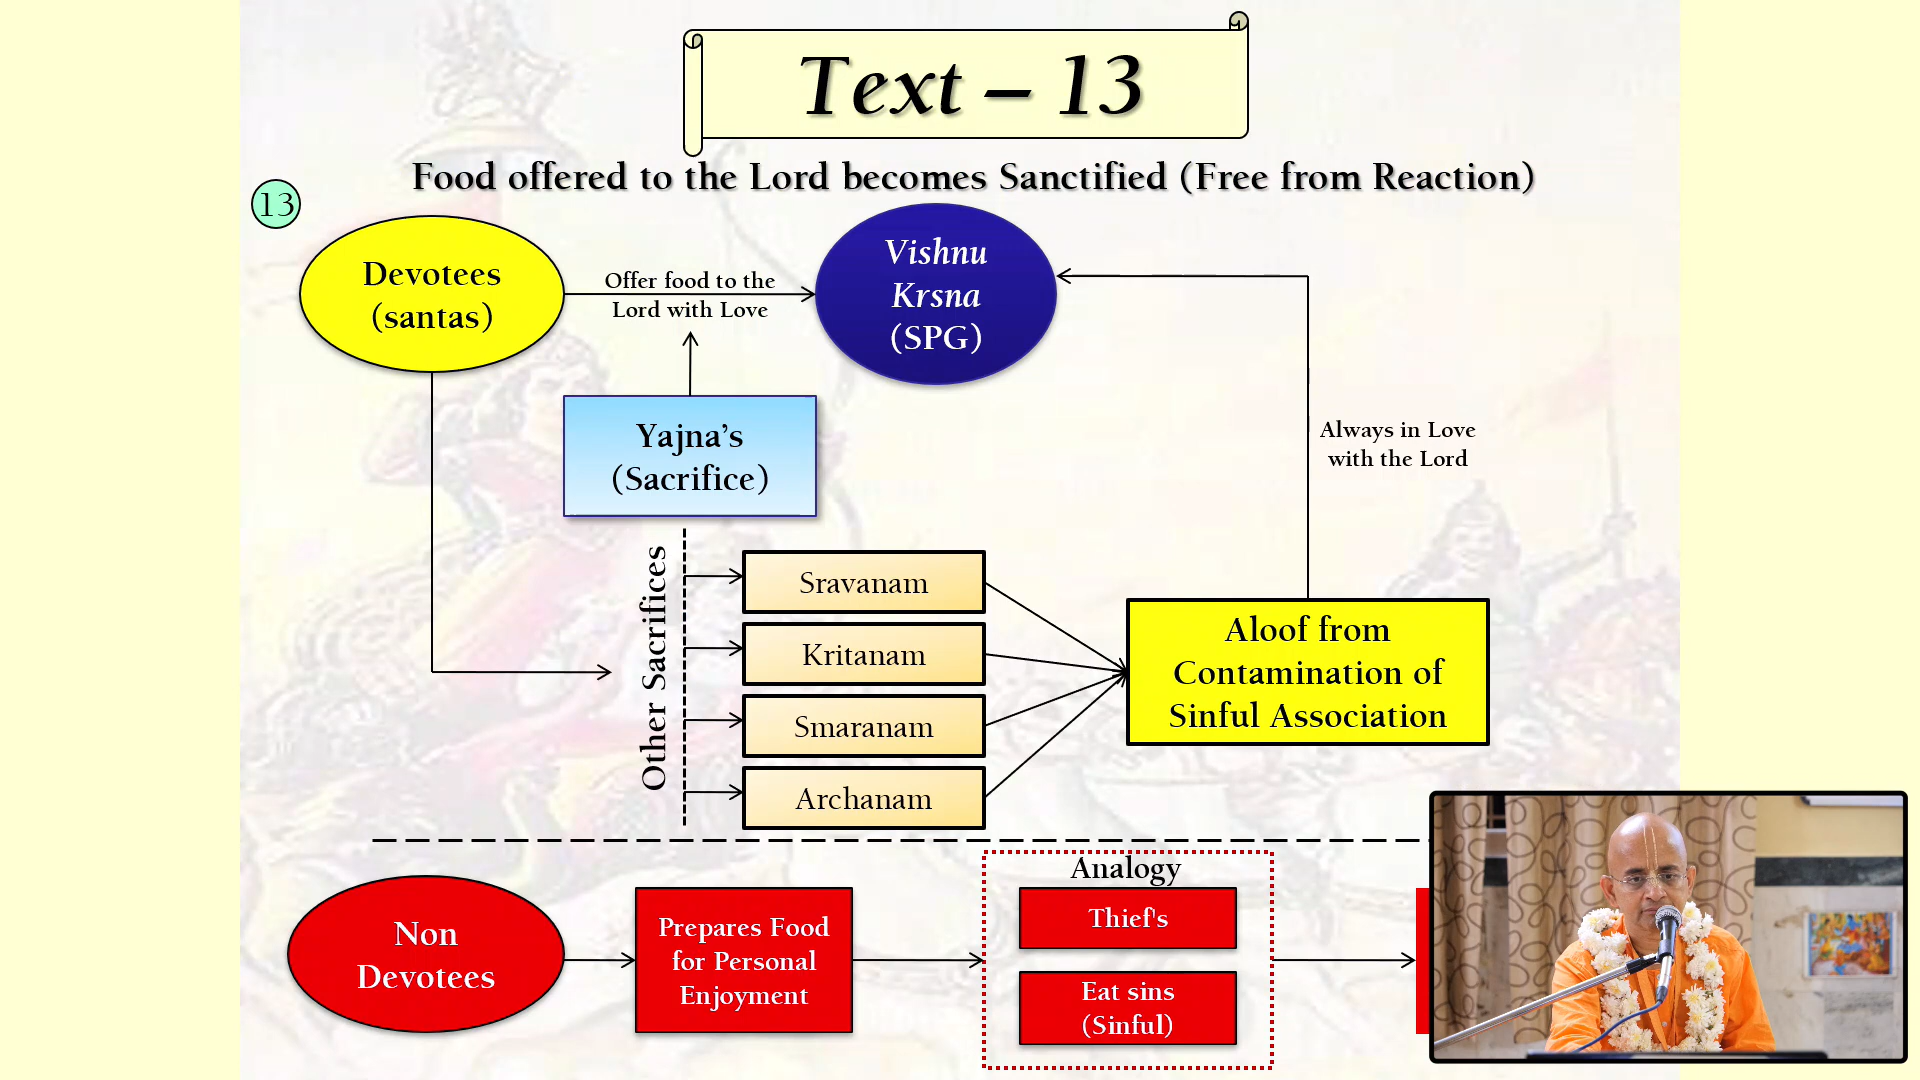 Text – 13
Food offered to the Lord becomes Sanctified (Free from Reaction)
13
Devotees
(santas)
Offer food to the
Lord with Love
Vishnu
Krsna
(SPG)
Yajna's
(Sacrifice)
Always in Love
with the Lord
Other Sacrifices
Sravanam
Kritanam
Smaranam
Archanam
Aloof from
Contamination of
Sinful Association
Non
Devotees
Prepares Food
for Personal
Enjoyment
Analogy
Thief's
Eat sins
(Sinful)